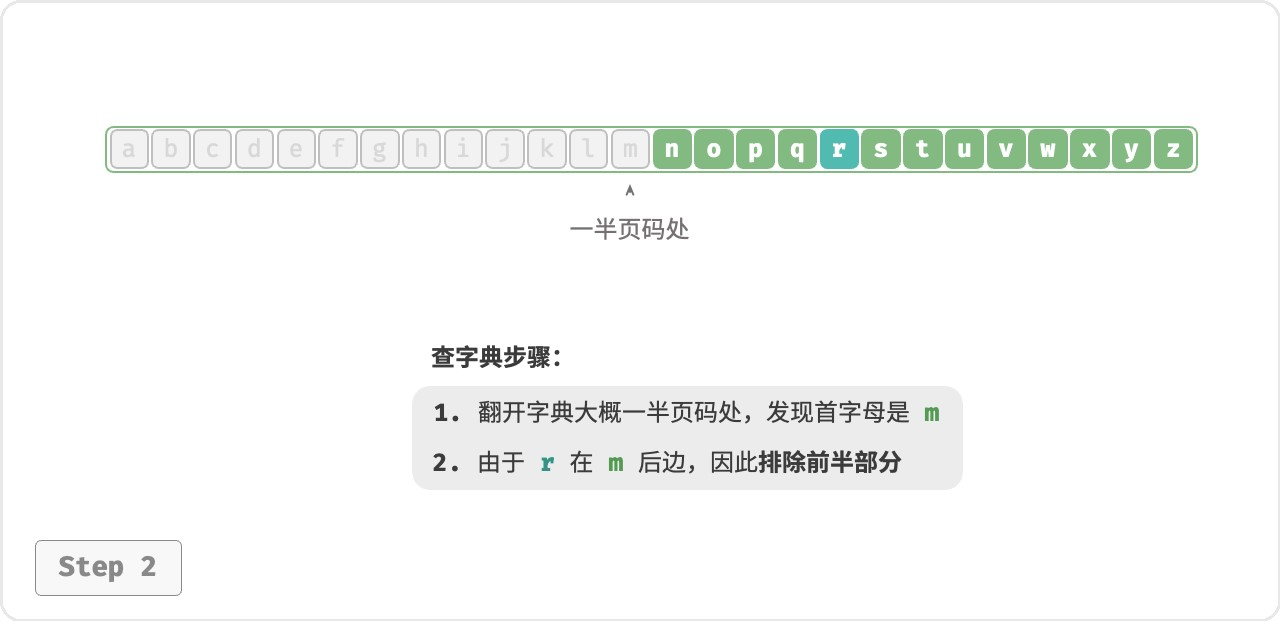 a b c d e f g h i j k l m n o p q r s t u v w x y z
一半页码处
查字典步骤：
1. 翻开字典大概一半页码处，发现首字母是 m
2. 由于 r 在 m 后边，因此排除前半部分
Step 2